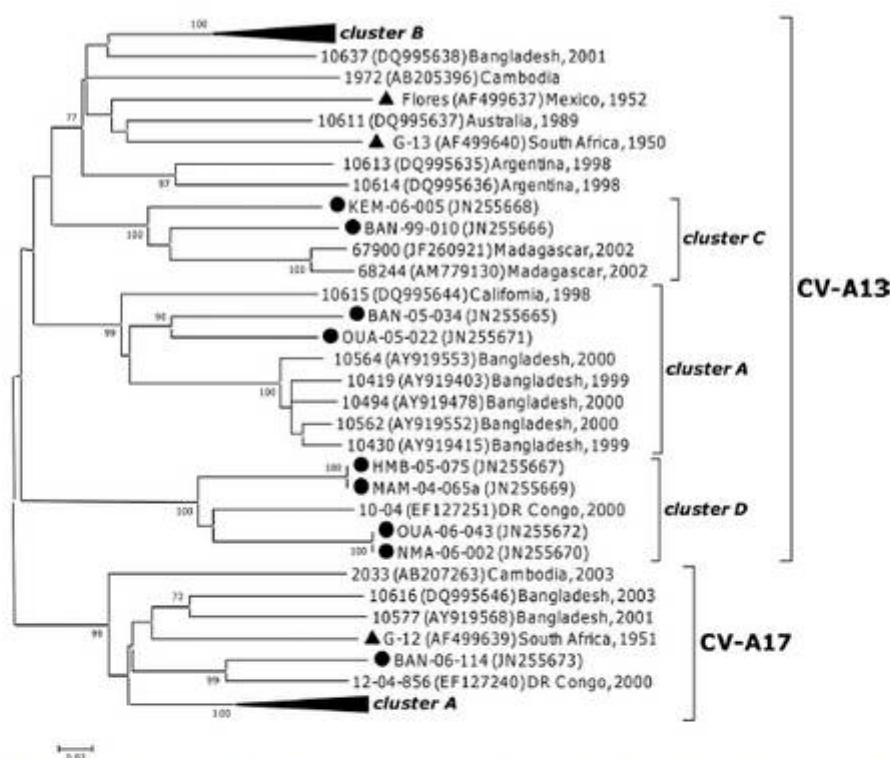 100
cluster B
10637 (DQ995638)Bangladesh, 2001
1972 (AB205396)Cambodia
Flores (AF499637) Mexico, 1952
77
10611 (DQ995637)Australia, 1989
G-13 (AF499640) South Africa, 1950
10613 (DQ995635)Argentina, 1998
97
10614 (DQ995636)Argentina, 1998
KEM-06-005 (JN255668)
100
BAN-99-010 (JN255666)
cluster C
67900 (JF260921)Madagascar, 2002
100
68244 (AM779130)Madagascar, 2002
CV-A13
10615 (DQ995644)California, 1998
90
BAN-05-034 (JN255665)
99
OUA-05-022 (JN255671)
10564 (AY919553)Bangladesh, 2000
cluster A
10419 (AY919403)Bangladesh, 1999
100
10494 (AY919478)Bangladesh, 2000
10562 (AY919552)Bangladesh, 2000
10430 (AY919415)Bangladesh, 1999
100
HMB-05-075 (JN255667)
MAM-04-065a (JN255669)
100
10-04 (EF127251)DR Congo, 2000
cluster D
OUA-06-043 (JN255672)
100
NMA-06-002 (JN255670)
2033 (AB207263)Cambodia, 2003
72
10616 (DQ995646)Bangladesh, 2003
10577 (AY919568)Bangladesh, 2001
G-12 (AF499639) South Africa, 1951
CV-A17
BAN-06-114 (JN255673)
99
12-04-856 (EF127240)DR Congo, 2000
100
cluster A